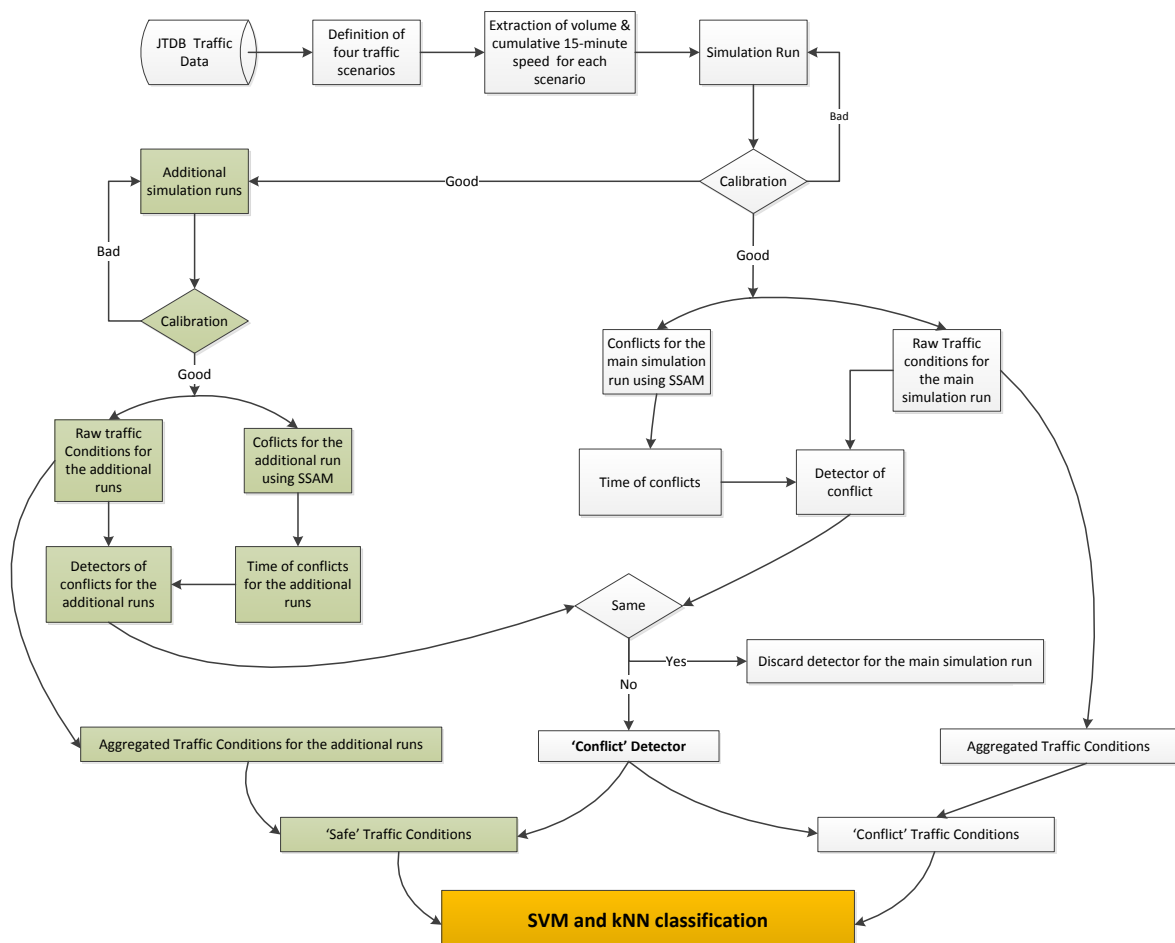 JTDB Traffic
Data
Definition of
four traffic
scenarios
Extraction of volume &
cumulative 15-minute
speed for each
scenario
Simulation Run
Bad
Additional
simulation runs
Good
Calibration
Bad
Good
Calibration
Good
Conflicts for the
main simulation
run using SSAM
Raw Traffic
conditions for
the main
simulation run
Raw traffic
Conditions for
the additional
runs
Coflicts for the
additional run
using SSAM
Time of conflicts
Detector of
conflict
Detectors of
conflicts for the
additional runs
Time of conflicts
for the additional
runs
Same
Yes
Discard detector for the main simulation run
No
Aggregated Traffic Conditions for the additional runs
‘Conflict’ Detector
Aggregated Traffic Conditions
‘Safe’ Traffic Conditions
‘Conflict’ Traffic Conditions
SVM and kNN classification